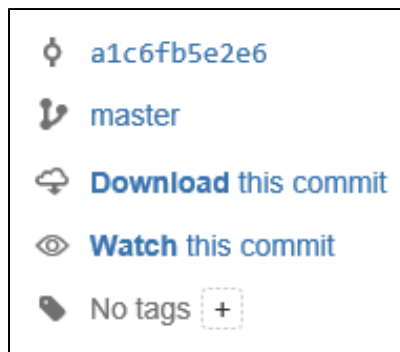 a1c6fb5e2e6
master
Download this commit
Watch this commit
No tags +